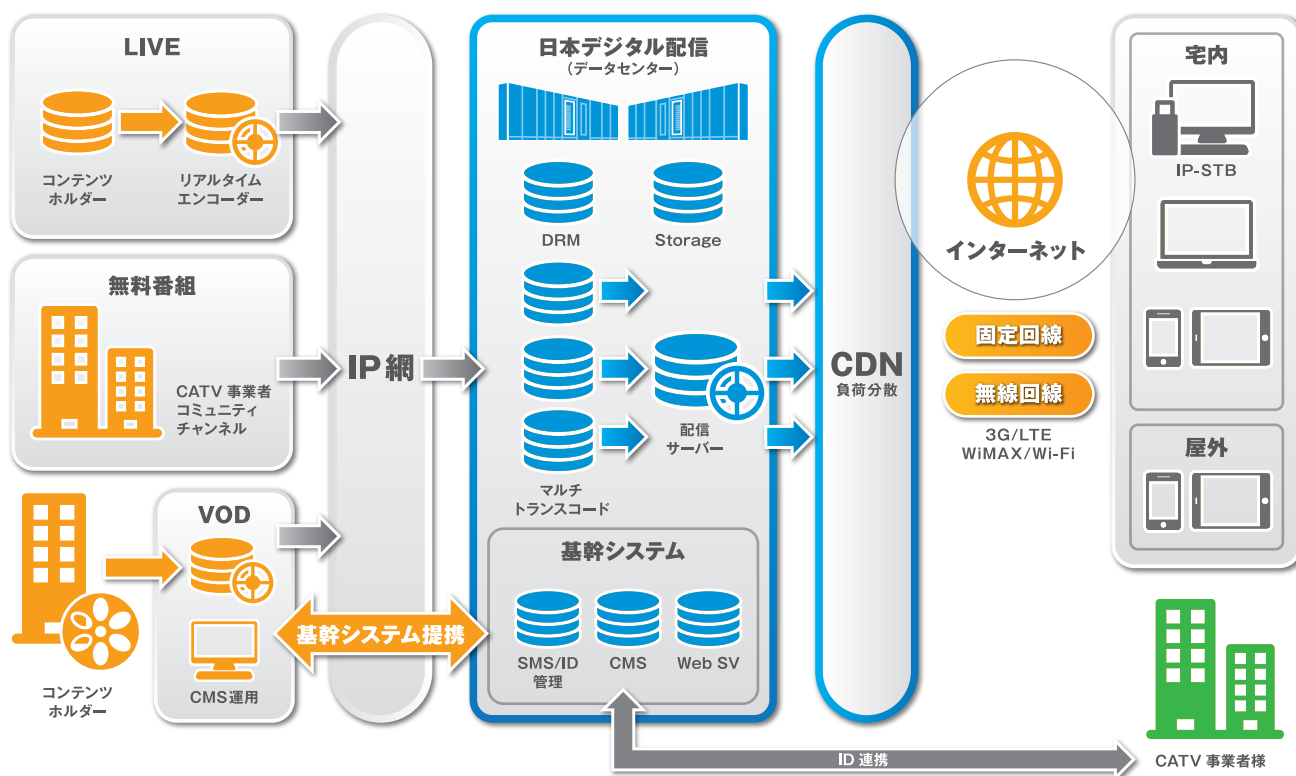 LIVE
コンテンツ
ホルダー
リアルタイム
エンコーダー
無料番組
CATV 事業者
コミュニティ
チャンネル
コンテンツ
ホルダー
VOD
CMS運用
IP網
基幹システム提携
日本デジタル配信
（データセンター）
DRM
Storage
マルチ
トランスコード
配信
サーバー
基幹システム
SMS/ID
管理
CMS
Web SV
CDN
負荷分散
インターネット
固定回線
無線回線
3G/LTE
WiMAX/Wi-Fi
宅内
IP-STB
屋外
ID 連携
CATV 事業者様